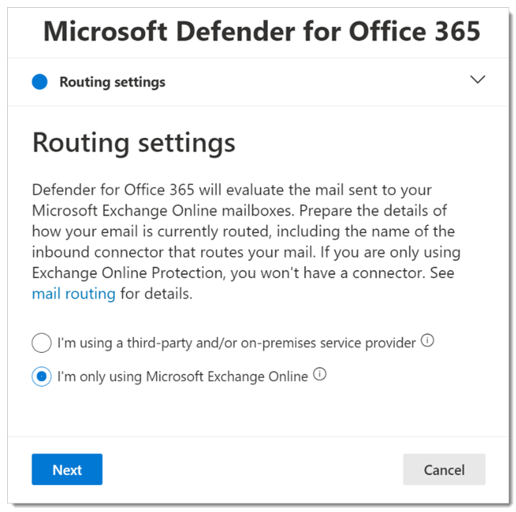 Microsoft Defender for Office 365
Routing settings
Routing settings
Defender for Office 365 will evaluate the mail sent to your
Microsoft Exchange Online mailboxes. Prepare the details of
how your email is currently routed, including the name of the
inbound connector that routes your mail. If you are only using
Exchange Online Protection, you won't have a connector. See
mail routing for details.
I'm using a third-party and/or on-premises service provider
I'm only using Microsoft Exchange Online
Next Cancel